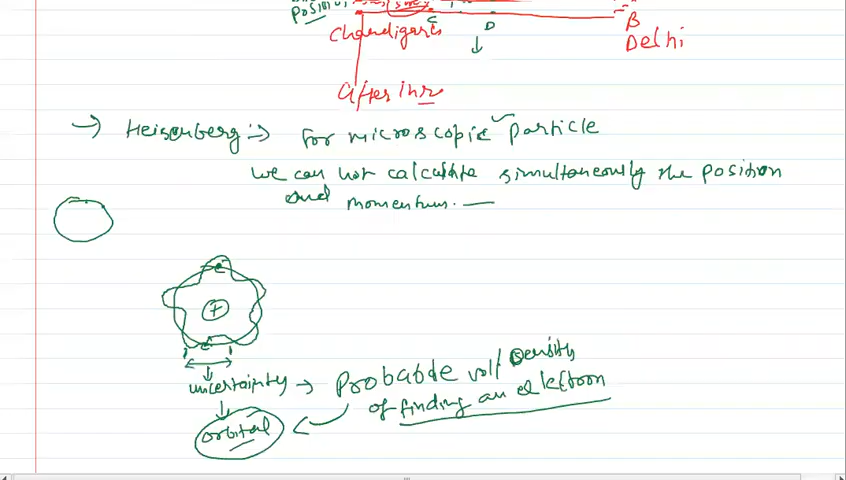 C
D
B
Chandigarh
Delhi
After 1hr
→ Heisenberg :→ For microscopic particle
we can not calculate simultaneously the position
and momentum.
+
e
uncertainty → Probable vol/ Density
of finding an electron
orbital